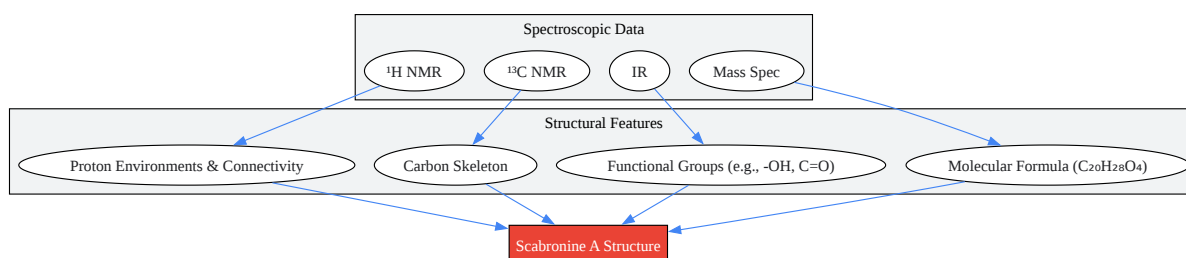 Spectroscopic Data
¹H NMR
¹³C NMR
IR
Mass Spec
Structural Features
Proton Environments & Connectivity
Carbon Skeleton
Functional Groups (e.g., -OH, C=O)
Molecular Formula (C₂₀H₂₈O₄)
Scabronine A Structure